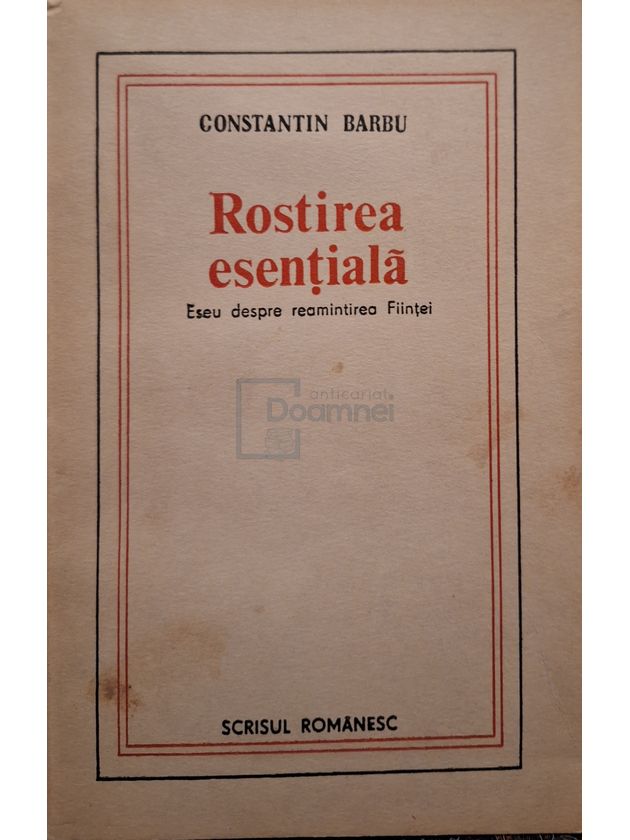 CONSTANTIN BARBU
Rostirea
esențială
Eseu despre reamintirea Ființei
anticariat
Doamnei
SCRISUL ROMÂNESC